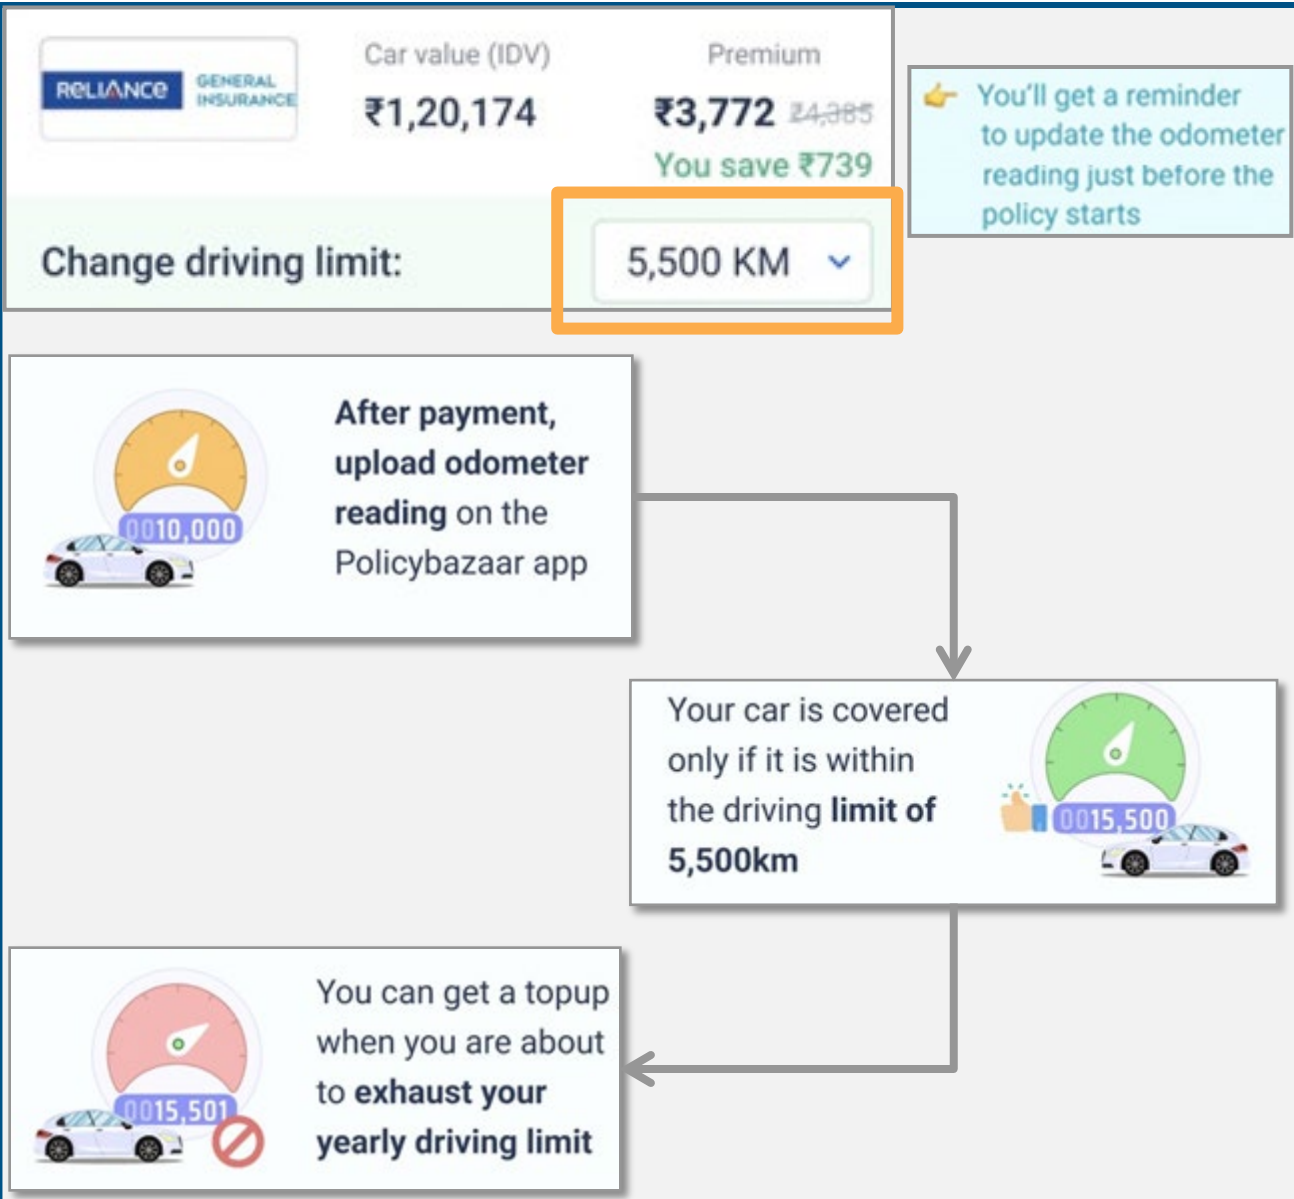 RELIANCE
GENERAL
INSURANCE
Car value (IDV)
₹1,20,174
Premium
₹3,772 ₹4,385
You save ₹739
👉 You'll get a reminder
to update the odometer
reading just before the
policy starts
Change driving limit:
5,500 KM
After payment,
upload odometer
reading on the
Policybazaar app
0010,000
Your car is covered
only if it is within
the driving limit of
5,500km
0015,500
You can get a topup
when you are about
to exhaust your
yearly driving limit
0015,501